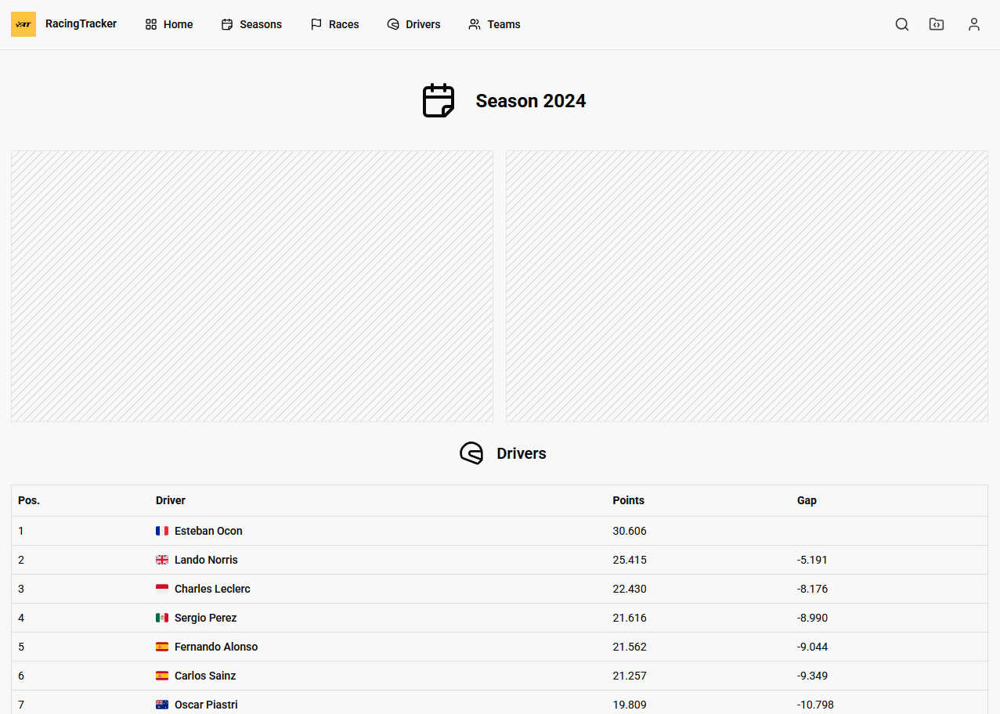 RacingTracker Home Seasons Races Drivers Teams
Season 2024
Drivers
Pos. Driver Points Gap
1 Esteban Ocon 30.606
2 Lando Norris 25.415 -5.191
3 Charles Leclerc 22.430 -8.176
4 Sergio Perez 21.616 -8.990
5 Fernando Alonso 21.562 -9.044
6 Carlos Sainz 21.257 -9.349
7 Oscar Piastri 19.809 -10.798